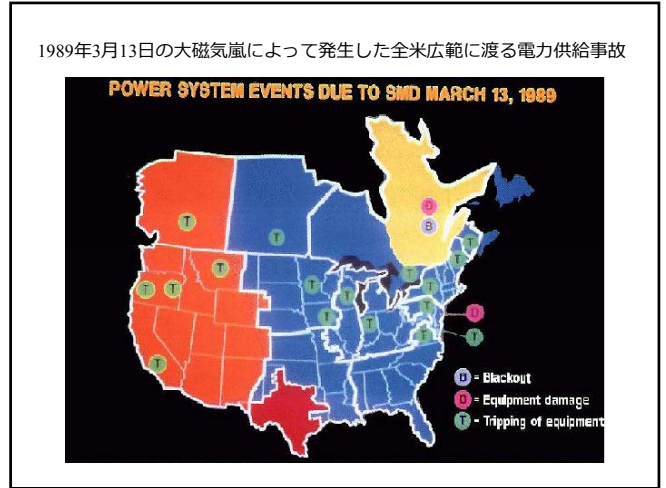 1989年3月13日の大磁気嵐によって発生した全米広範に渡る電力供給事故
POWER SYSTEM EVENTS DUE TO SMD MARCH 13, 1989
T
T
D
B
T
T
T
T
T
T
T
T
T
T
T
T
T
T
D
T
T
B = Blackout
D = Equipment damage
T = Tripping of equipment